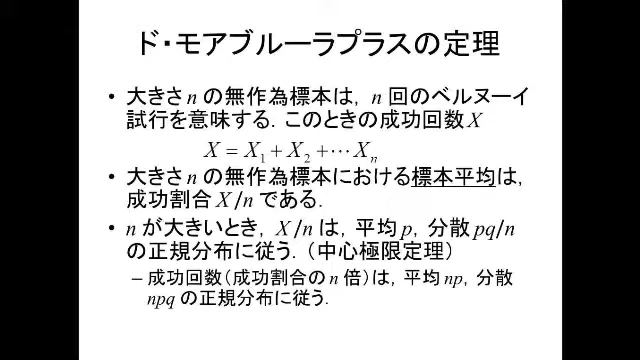 ド・モアブルーラプラスの定理
• 大きさ n の無作為標本は，n 回のベルヌーイ
試行を意味する．このときの成功回数 X
X = X₁ + X₂ + ⋯ Xₙ
• 大きさ n の無作為標本における標本平均は，
成功割合 X/n である．
• n が大きいとき，X/n は，平均 p，分散 pq/n
の正規分布に従う．（中心極限定理）
– 成功回数（成功割合の n 倍）は，平均 np，分散
npq の正規分布に従う．